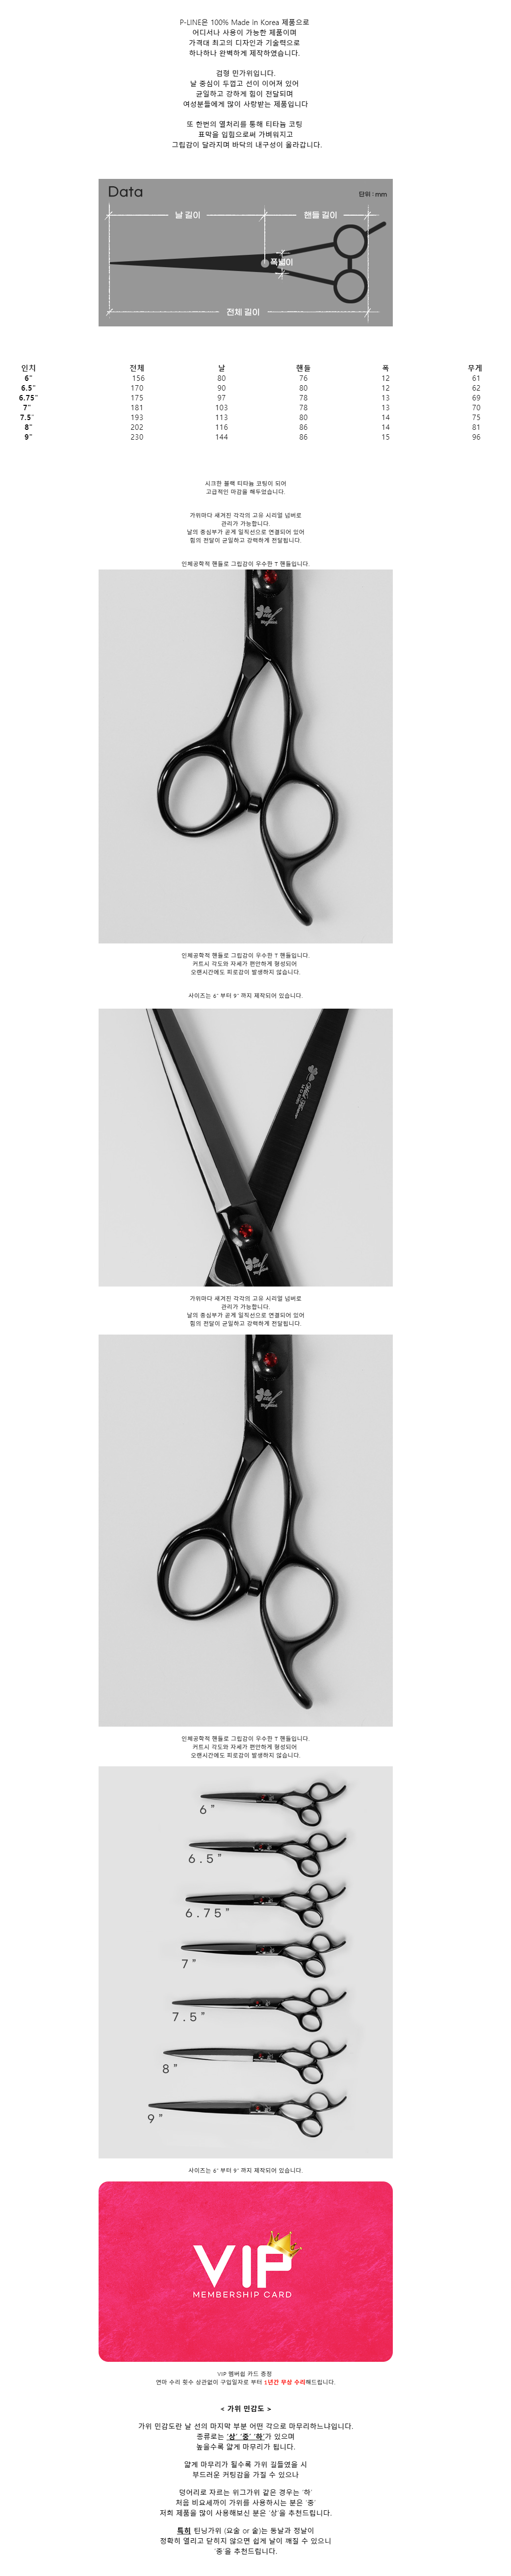 P-LINE은 100% Made in Korea 제품으로
어디서나 사용이 가능한 제품이며
가격대 최고의 디자인과 기술력으로
하나하나 완벽하게 제작하였습니다.
검형 민가위입니다.
날 중심이 두껍고 선이 이어져 있어
균일하고 강하게 힘이 전달되며
여성분들에게 많이 사랑받는 제품입니다
또 한번의 열처리를 통해 티타늄 코팅
표막을 입힘으로써 가벼워지고
그립감이 달라지며 바닥의 내구성이 올라갑니다.
Data
단위 : mm
날 길이 핸들 길이
폭넓이
전체 길이
인치 전체 날 핸들 폭 무게
6" 156 80 76 12 61
6.5" 170 90 80 12 62
6.75" 175 97 78 13 69
7" 181 103 78 13 70
7.5" 193 113 80 14 75
8" 202 116 86 14 81
9" 230 144 86 15 96
시크한 블랙 티타늄 코팅이 되어
고급적인 마감을 해두었습니다.
가위마다 새겨진 각각의 고유 시리얼 넘버로
관리가 가능합니다.
날의 중심부가 곧게 일직선으로 연결되어 있어
힘의 전달이 균일하고 강력하게 전달됩니다.
인체공학적 핸들로 그립감이 우수한 T 핸들입니다.
인체공학적 핸들로 그립감이 우수한 T 핸들입니다.
커트시 각도와 자세가 편안하게 형성되어
오랜시간에도 피로감이 발생하지 않습니다.
사이즈는 6" 부터 9" 까지 제작되어 있습니다.
가위마다 새겨진 각각의 고유 시리얼 넘버로
관리가 가능합니다.
날의 중심부가 곧게 일직선으로 연결되어 있어
힘의 전달이 균일하고 강력하게 전달됩니다.
인체공학적 핸들로 그립감이 우수한 T 핸들입니다.
커트시 각도와 자세가 편안하게 형성되어
오랜시간에도 피로감이 발생하지 않습니다.
6"
6.5"
6.75"
7"
7.5"
8"
9"
사이즈는 6" 부터 9" 까지 제작되어 있습니다.
VIP
MEMBERSHIP CARD
VIP 멤버쉽 카드 증정
연마 수리 횟수 상관없이 구입일자로 부터 1년간 무상 수리해드립니다.
< 가위 민감도 >
가위 민감도란 날 선의 마지막 부분 어떤 각으로 마무리하느냐입니다.
종류로는 '상' '중' '하'가 있으며
높을수록 얇게 마무리가 됩니다.
얇게 마무리가 될수록 가위 길들였을 시
부드러운 커팅감을 가질 수 있으나
덩어리로 자르는 위그가위 같은 경우는 '하'
처음 비요세까이 가위를 사용하시는 분은 '중'
저희 제품을 많이 사용해보신 분은 '상'을 추천드립니다.
특히 틴닝가위 (요술 or 숱)는 동날과 정날이
정확히 열리고 닫히지 않으면 쉽게 날이 깨질 수 있으니
'중'을 추천드립니다.